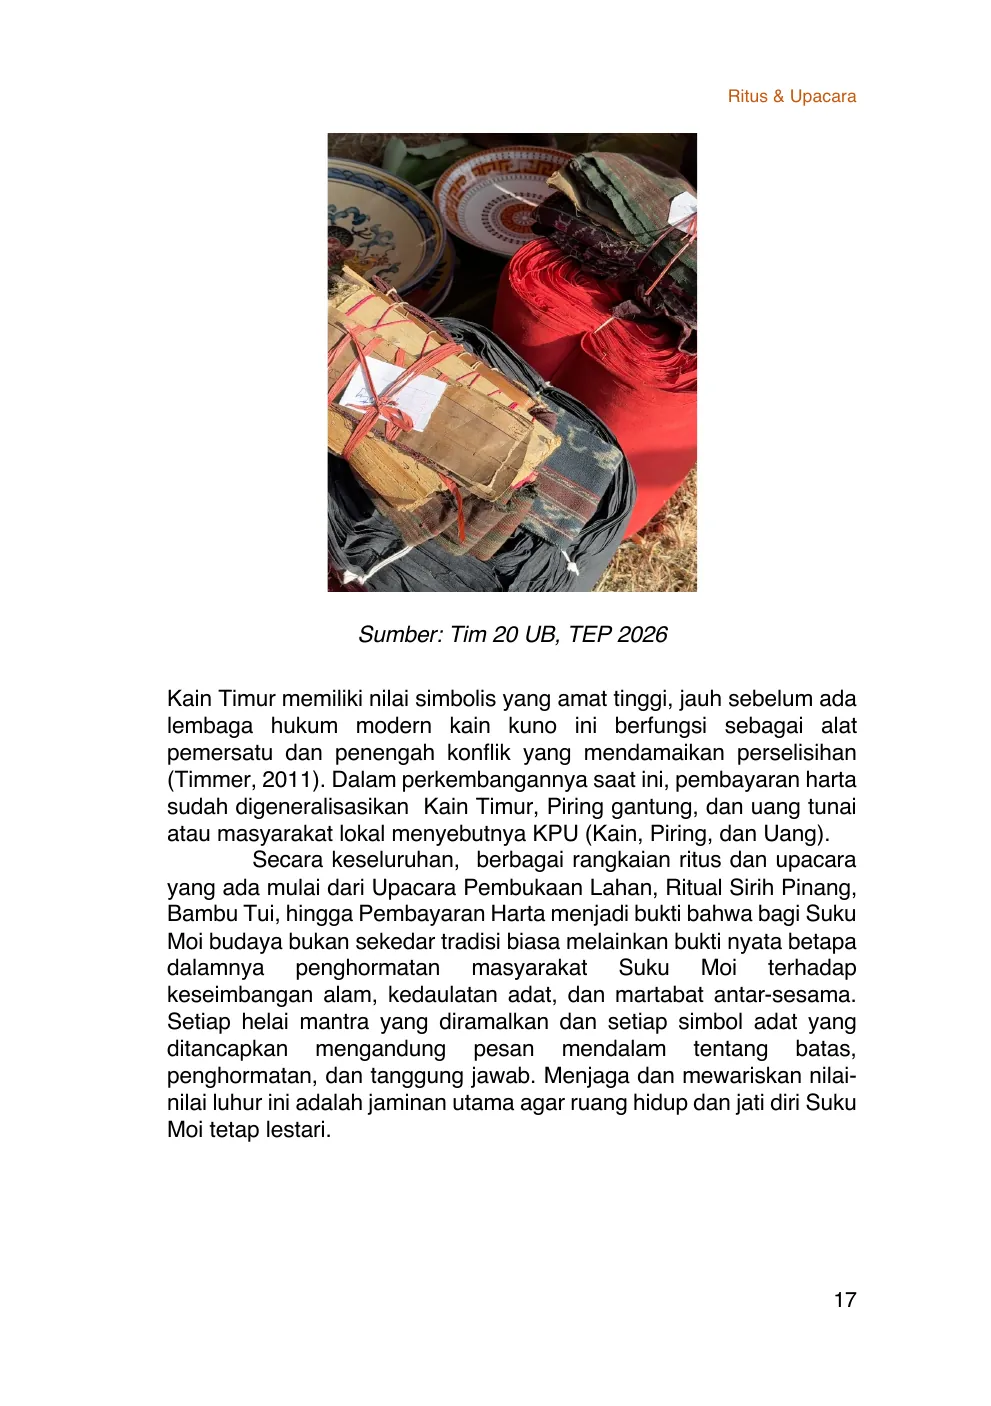 Ritus & Upacara
Sumber: Tim 20 UB, TEP 2026
Kain Timur memiliki nilai simbolis yang amat tinggi, jauh sebelum ada
lembaga hukum modern kain kuno ini berfungsi sebagai alat
pemersatu dan penengah konflik yang mendamaikan perselisihan
(Timmer, 2011). Dalam perkembangannya saat ini, pembayaran harta
sudah digeneralisasikan  Kain Timur, Piring gantung, dan uang tunai
atau masyarakat lokal menyebutnya KPU (Kain, Piring, dan Uang).
Secara keseluruhan,  berbagai rangkaian ritus dan upacara
yang ada mulai dari Upacara Pembukaan Lahan, Ritual Sirih Pinang,
Bambu Tui, hingga Pembayaran Harta menjadi bukti bahwa bagi Suku
Moi budaya bukan sekedar tradisi biasa melainkan bukti nyata betapa
dalamnya penghormatan masyarakat Suku Moi terhadap
keseimbangan alam, kedaulatan adat, dan martabat antar-sesama.
Setiap helai mantra yang diramalkan dan setiap simbol adat yang
ditancapkan mengandung pesan mendalam tentang batas,
penghormatan, dan tanggung jawab. Menjaga dan mewariskan nilai-
nilai luhur ini adalah jaminan utama agar ruang hidup dan jati diri Suku
Moi tetap lestari.
17